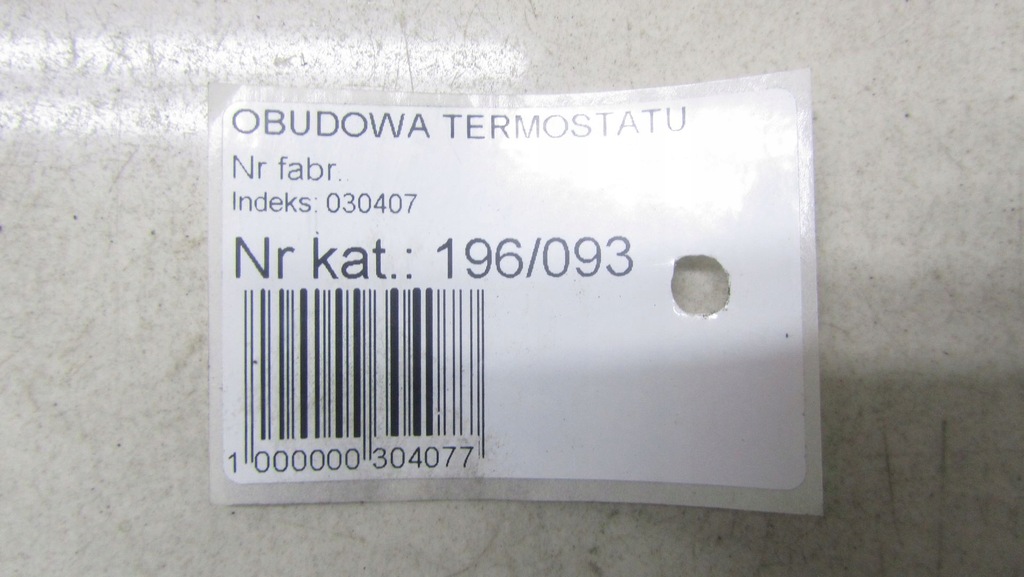 OBUDOWA TERMOSTATU
Nr fabr.:
Indeks: 030407
Nr kat.: 196/093
1 000000 304077